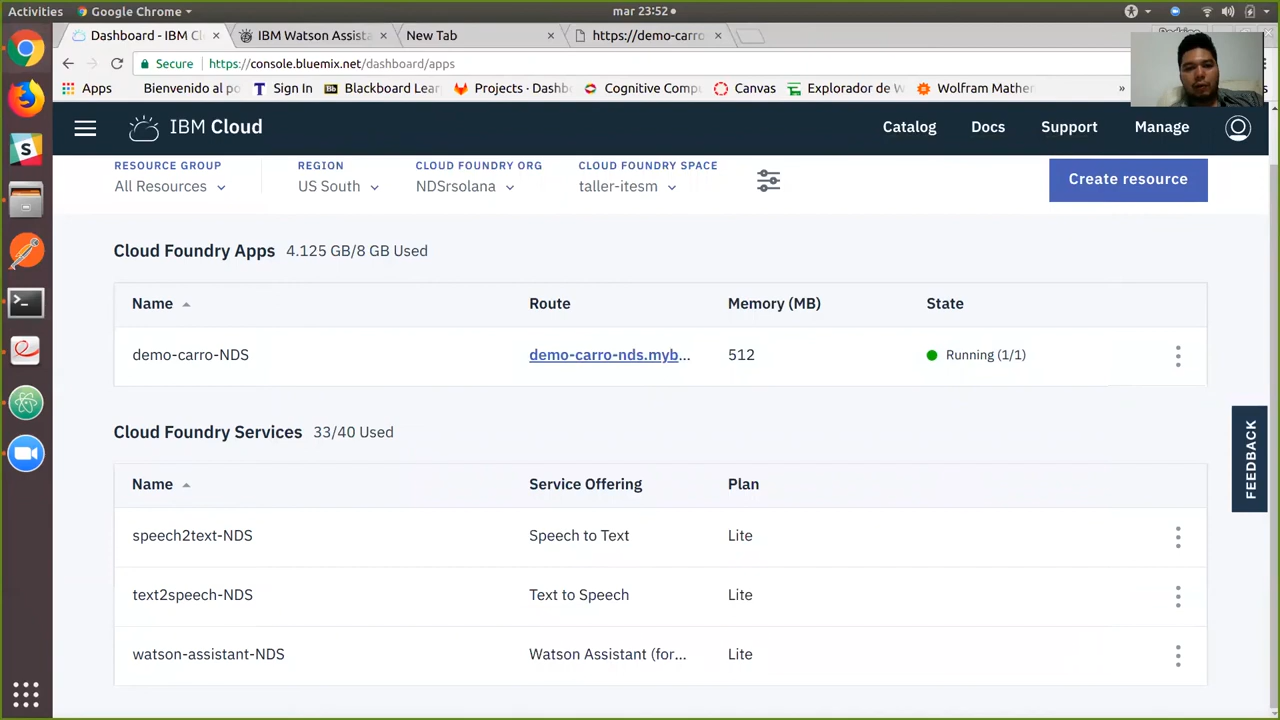 Activities Google Chrome mar 23:52
Dashboard - IBM Cl IBM Watson Assist New Tab https://demo-carro
Secure https://console.bluemix.net/dashboard/apps
Apps Bienvenido al po Sign In Bb Blackboard Lear Projects · Dashb Cognitive Comp Canvas Explorador de W Wolfram Mather » s
IBM Cloud Catalog Docs Support Manage
RESOURCE GROUP REGION CLOUD FOUNDRY ORG CLOUD FOUNDRY SPACE
All Resources US South NDSrsolana taller-itesm Create resource
Cloud Foundry Apps 4.125 GB/8 GB Used
Name Route Memory (MB) State
demo-carro-NDS demo-carro-nds.myb... 512 Running (1/1)
Cloud Foundry Services 33/40 Used
FEEDBACK
Name Service Offering Plan
speech2text-NDS Speech to Text Lite
text2speech-NDS Text to Speech Lite
watson-assistant-NDS Watson Assistant (for... Lite